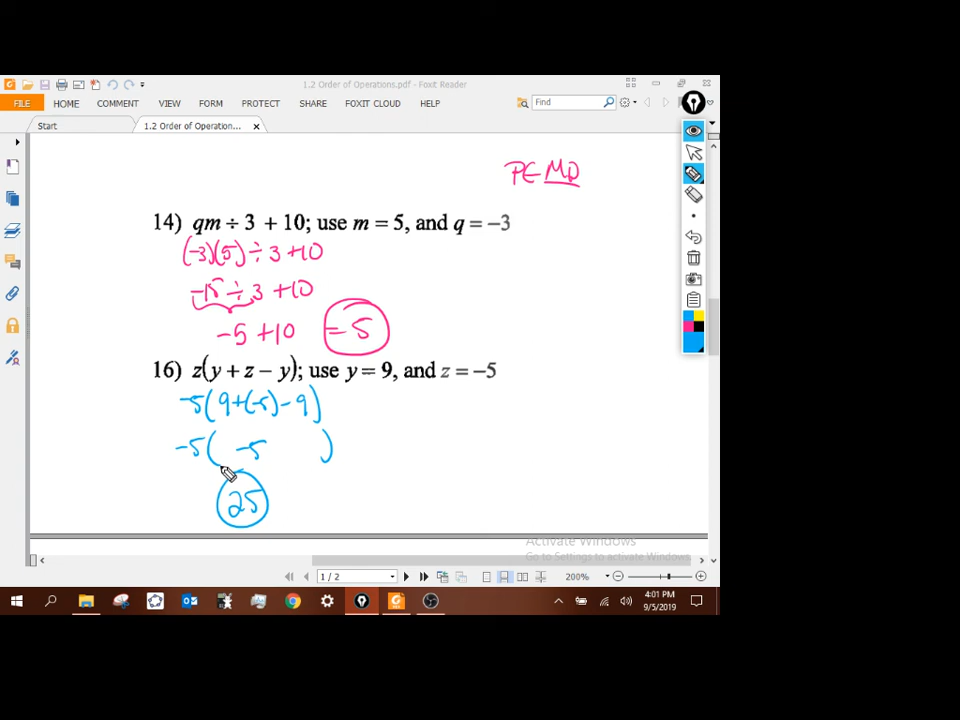 1.2 Order of Operations.pdf - Foxit Reader
FILE HOME COMMENT VIEW FORM PROTECT SHARE FOXIT CLOUD HELP Find
Start 1.2 Order of Operation...
PEMD
14) qm ÷ 3 + 10; use m = 5, and q = −3
(-3)(5) ÷ 3 +10
-15 ÷ 3 +10
-5 +10 = 5
16) z(y + z − y); use y = 9, and z = −5
-5(9+(-5)-9)
-5( -5 )
25
Activate Windows
Go to Settings to activate Windows.
1 / 2 200%
4:01 PM
9/5/2019